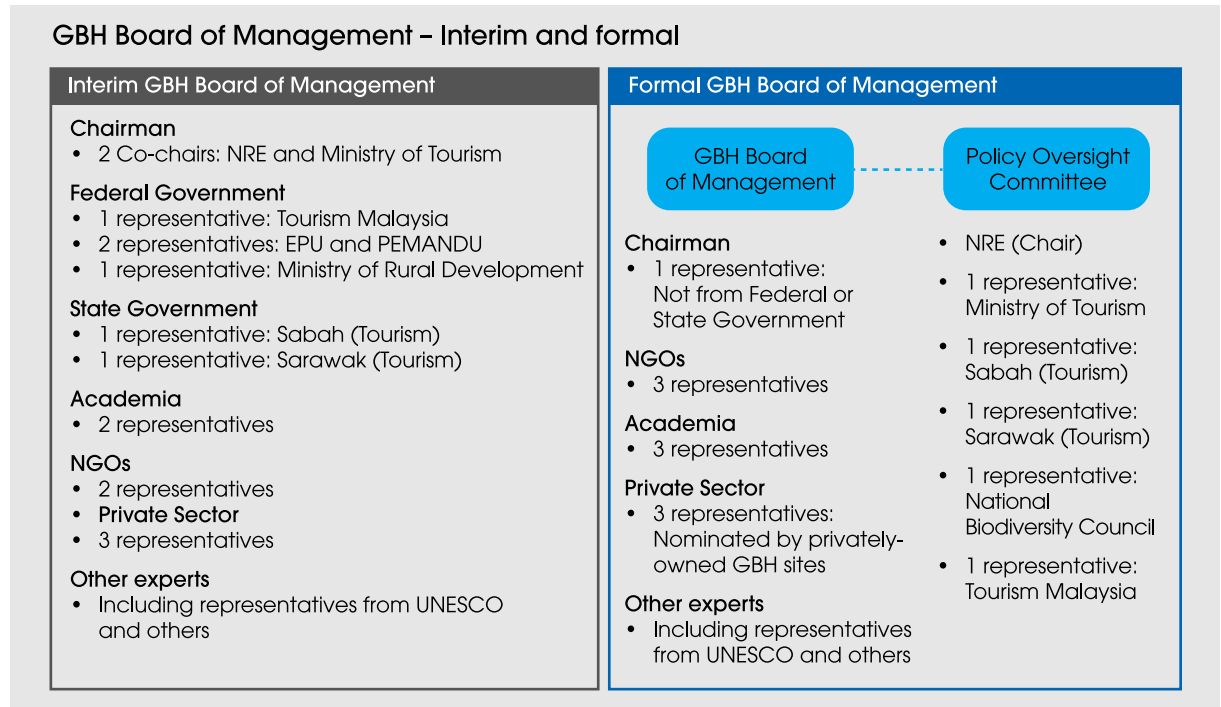 GBH Board of Management – Interim and formal
Interim GBH Board of Management
Chairman
• 2 Co-chairs: NRE and Ministry of Tourism
Federal Government
• 1 representative: Tourism Malaysia
• 2 representatives: EPU and PEMANDU
• 1 representative: Ministry of Rural Development
State Government
• 1 representative: Sabah (Tourism)
• 1 representative: Sarawak (Tourism)
Academia
• 2 representatives
NGOs
• 2 representatives
• Private Sector
• 3 representatives
Other experts
• Including representatives from UNESCO
and others
Formal GBH Board of Management
GBH Board
of Management
Chairman
• 1 representative:
Not from Federal or
State Government
NGOs
• 3 representatives
Academia
• 3 representatives
Private Sector
• 3 representatives:
Nominated by privately-
owned GBH sites
Other experts
• Including representatives
from UNESCO and others
Policy Oversight
Committee
• NRE (Chair)
• 1 representative:
Ministry of Tourism
• 1 representative:
Sabah (Tourism)
• 1 representative:
Sarawak (Tourism)
• 1 representative:
National
Biodiversity Council
• 1 representative:
Tourism Malaysia